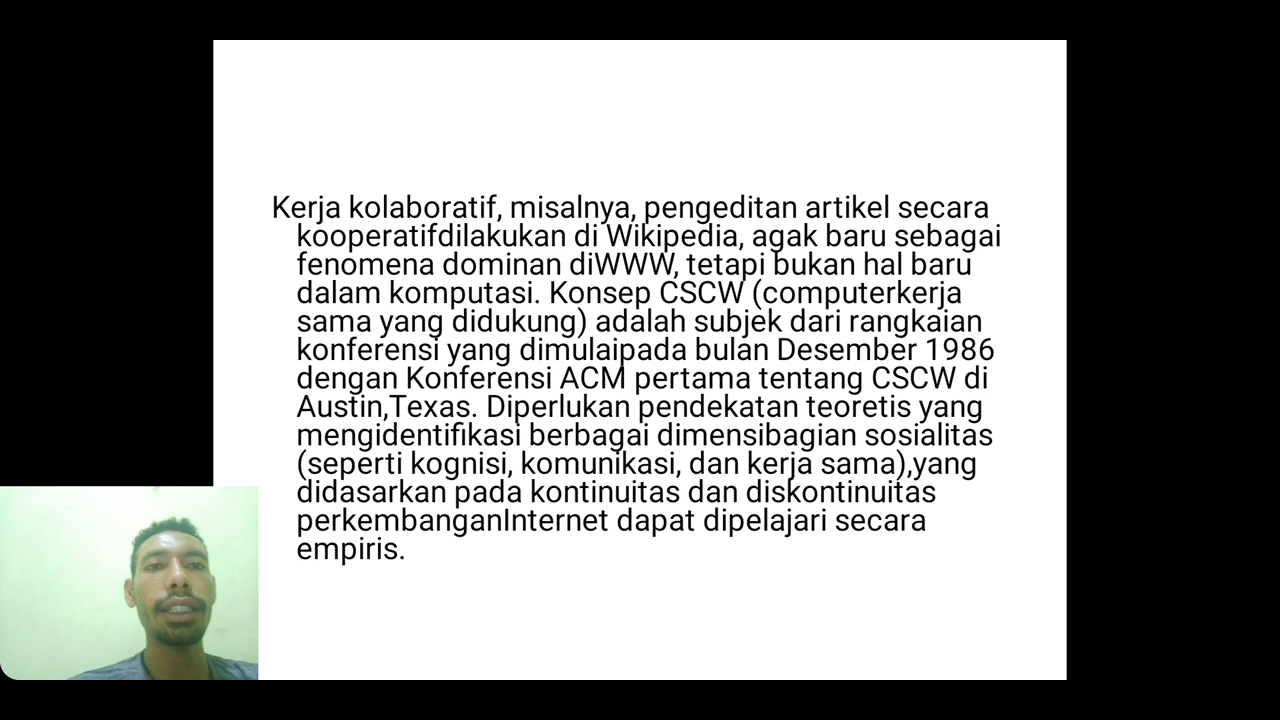 Kerja kolaboratif, misalnya, pengeditan artikel secara
kooperatifdilakukan di Wikipedia, agak baru sebagai
fenomena dominan diWWW, tetapi bukan hal baru
dalam komputasi. Konsep CSCW (computerkerja
sama yang didukung) adalah subjek dari rangkaian
konferensi yang dimulaipada bulan Desember 1986
dengan Konferensi ACM pertama tentang CSCW di
Austin,Texas. Diperlukan pendekatan teoretis yang
mengidentifikasi berbagai dimensibagian sosialitas
(seperti kognisi, komunikasi, dan kerja sama),yang
didasarkan pada kontinuitas dan diskontinuitas
perkembanganInternet dapat dipelajari secara
empiris.